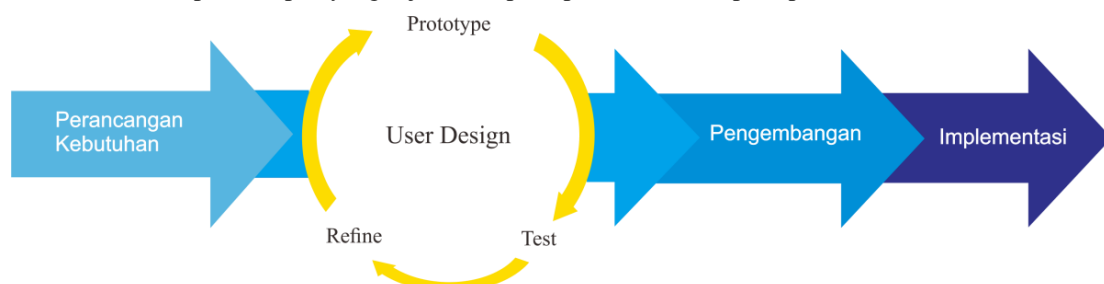 Prototype
Perancangan
Kebutuhan
User Design
Pengembangan
Implementasi
Refine
Test